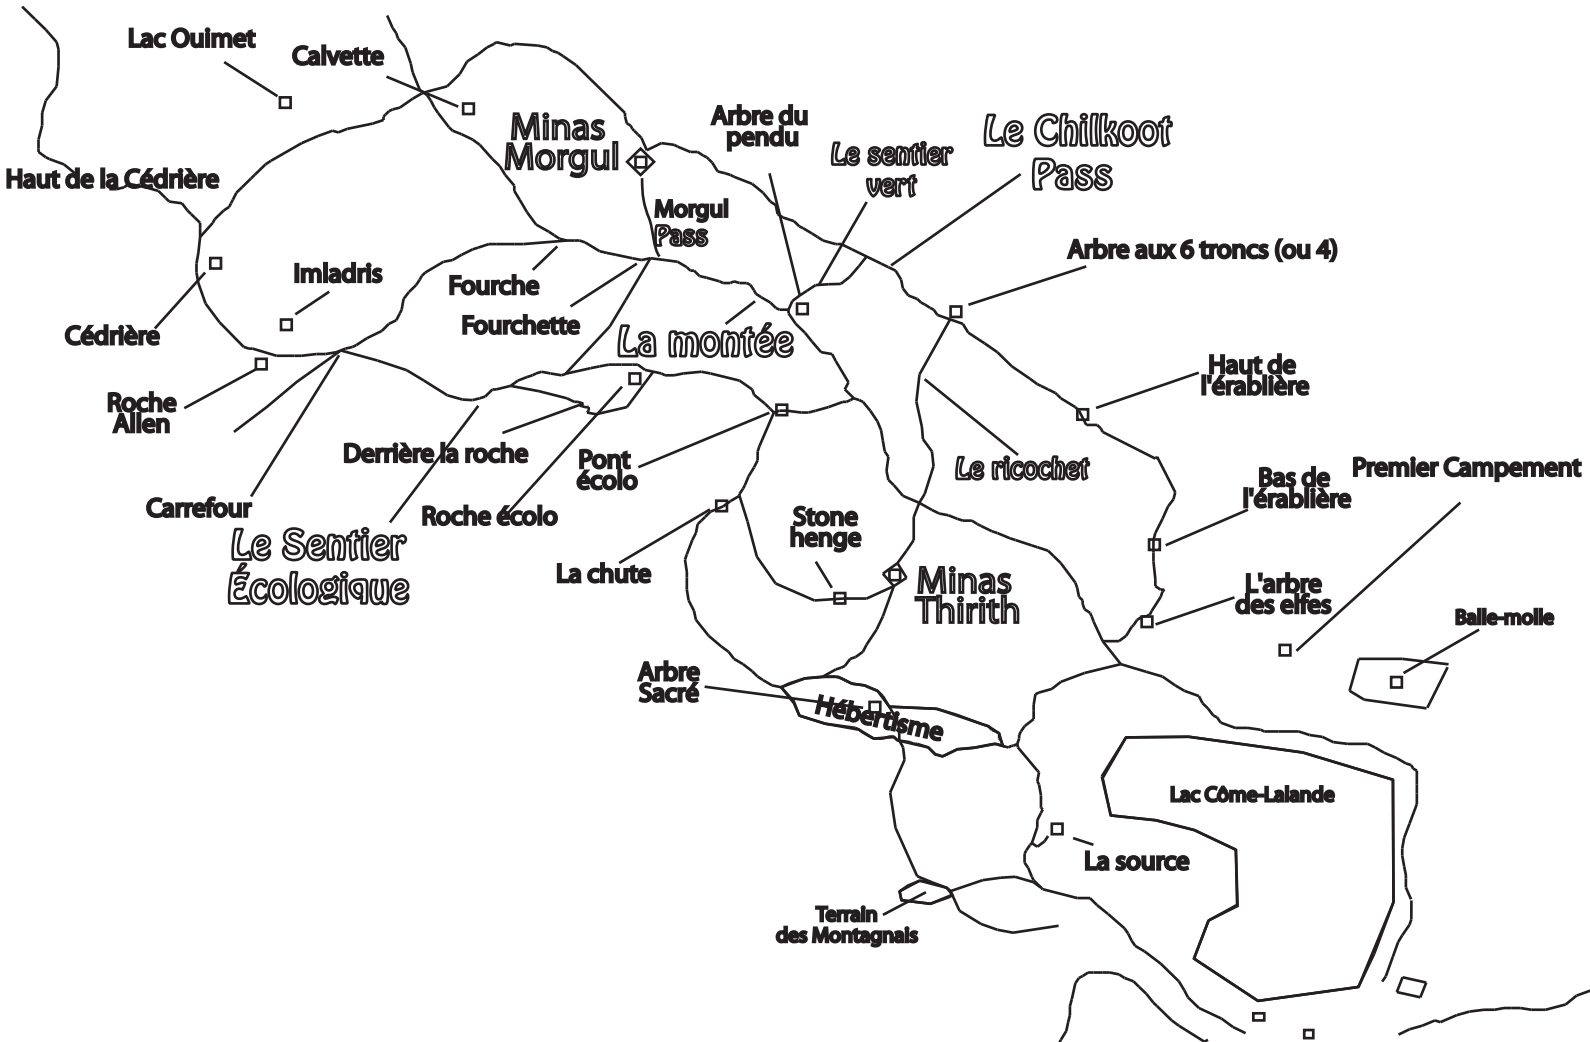 Lac Ouimet
Calvette
Minas
Morgul
Arbre du
pendu
Le sentier
vert
Le Chilkoot
Pass
Haut de la Cédrière
Morgul
Pass
Arbre aux 6 troncs (ou 4)
Imladris
Fourche
Fourchette
Cédrière
La montée
Haut de
l'érablière
Roche
Allen
Derrière la roche
Pont
écolo
Le ricochet
Premier Campement
Bas de
l'érablière
Carrefour
Roche écolo
Stone
henge
Le Sentier
Écologique
La chute
Minas
Thirith
L'arbre
des elfes
Balle-molle
Arbre
Sacré
Hébertisme
Lac Côme-Lalande
La source
Terrain
des Montagnais